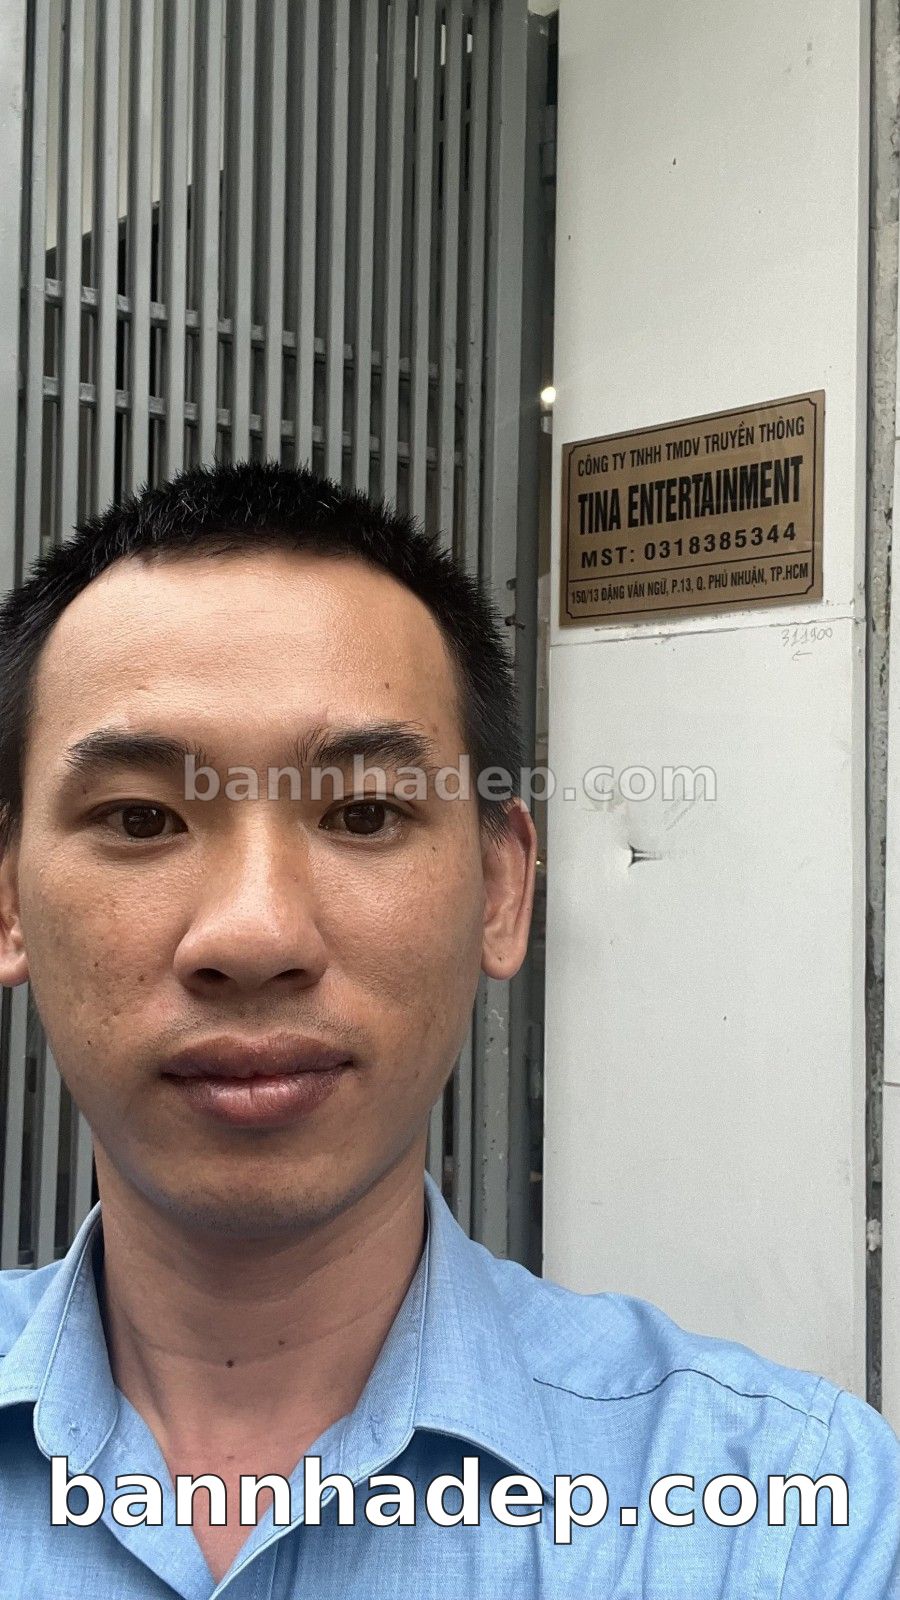 CÔNG TY TNHH TMDV TRUYỀN THÔNG
TINA ENTERTAINMENT
MST: 0318385344
150/13 ĐẶNG VĂN NGỮ, P.13, Q. PHÚ NHUẬN, TP.HCM
311900
bannhadep.com
bannhadep.com